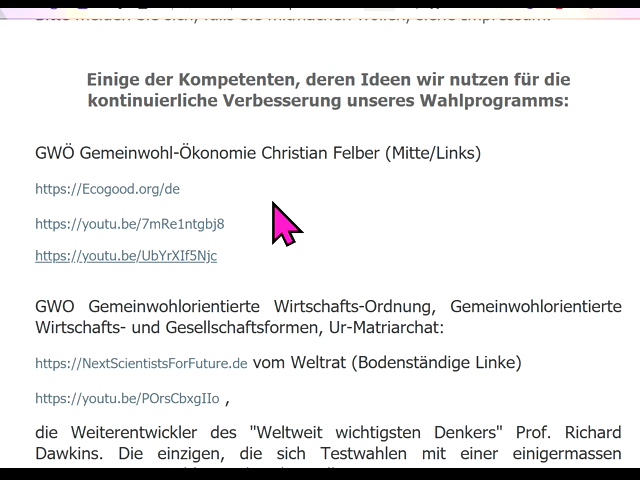 Einige der Kompetenten, deren Ideen wir nutzen für die
kontinuierliche Verbesserung unseres Wahlprogramms:
GWÖ Gemeinwohl-Ökonomie Christian Felber (Mitte/Links)
https://Ecogood.org/de
https://youtu.be/7mRe1ntgbj8
https://youtu.be/UbYrXIf5Njc
GWO Gemeinwohlorientierte Wirtschafts-Ordnung, Gemeinwohlorientierte
Wirtschafts- und Gesellschaftsformen, Ur-Matriarchat:
https://NextScientistsForFuture.de vom Weltrat (Bodenständige Linke)
https://youtu.be/POrsCbxgIIo ,
die Weiterentwickler des "Weltweit wichtigsten Denkers" Prof. Richard
Dawkins. Die einzigen, die sich Testwahlen mit einer einigermassen